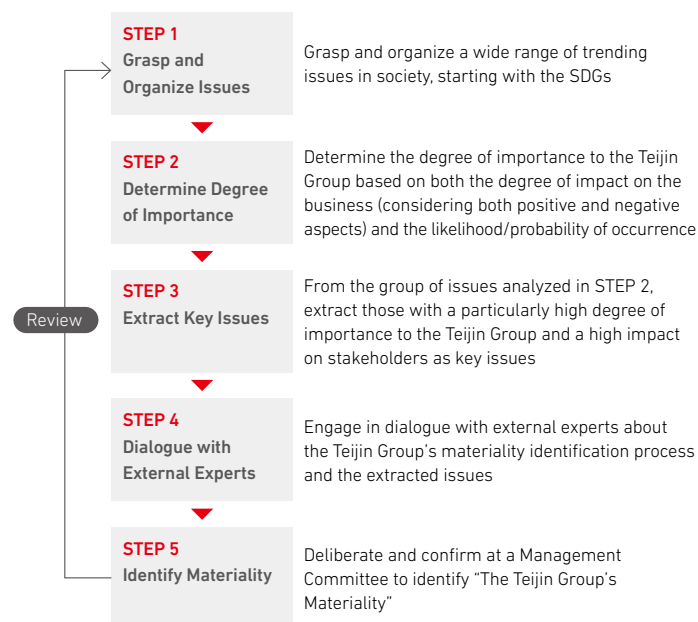 STEP 1
Grasp and
Organize Issues
Grasp and organize a wide range of trending
issues in society, starting with the SDGs
STEP 2
Determine Degree
of Importance
Determine the degree of importance to the Teijin
Group based on both the degree of impact on the
business (considering both positive and negative
aspects) and the likelihood/probability of occurrence
STEP 3
Extract Key Issues
From the group of issues analyzed in STEP 2,
extract those with a particularly high degree of
importance to the Teijin Group and a high impact
on stakeholders as key issues
Review
STEP 4
Dialogue with
External Experts
Engage in dialogue with external experts about
the Teijin Group’s materiality identification process
and the extracted issues
STEP 5
Identify Materiality
Deliberate and confirm at a Management
Committee to identify “The Teijin Group’s
Materiality”